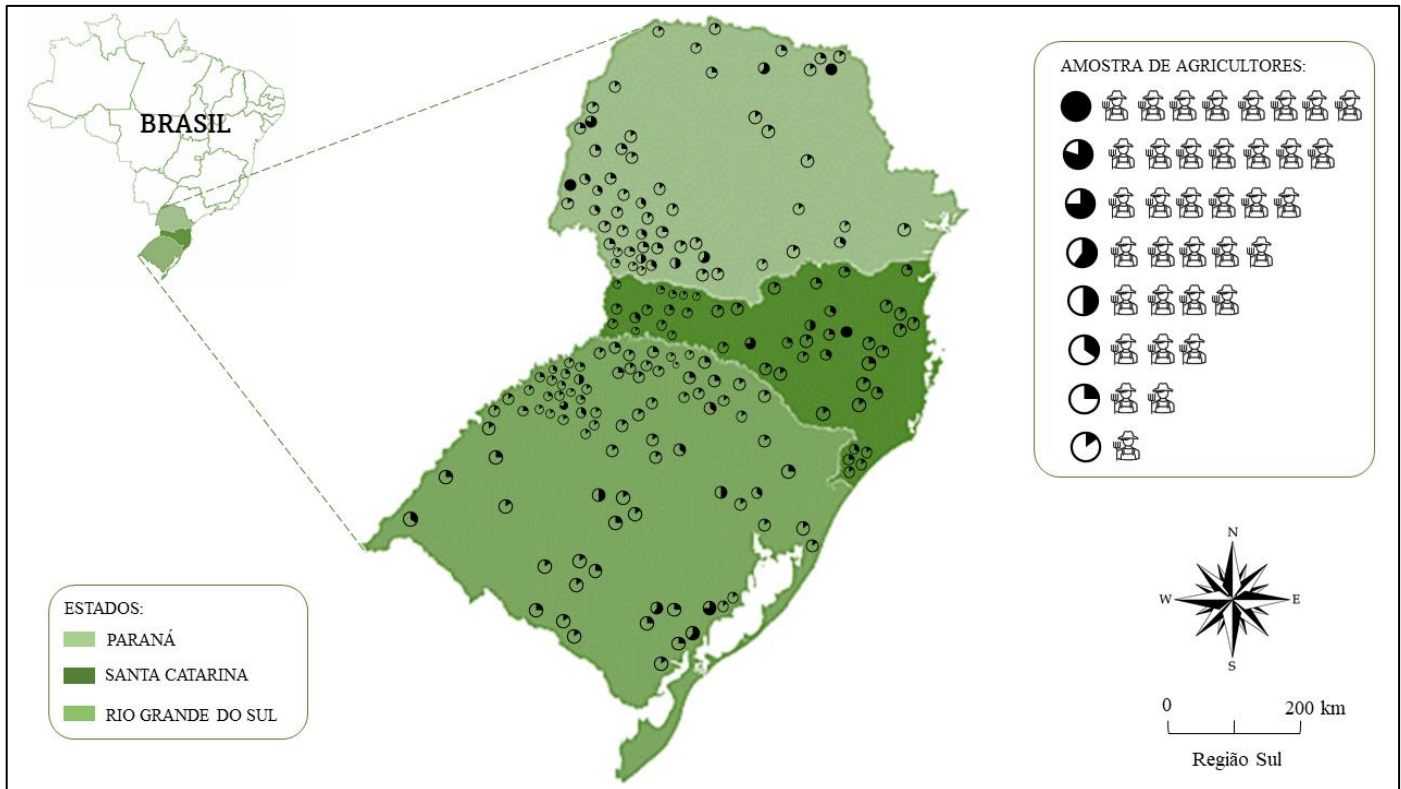 BRASIL
AMOSTRA DE AGRICULTORES:
ESTADOS:
PARANÁ
SANTA CATARINA
RIO GRANDE DO SUL
N
W
E
S
0 200 km
Região Sul